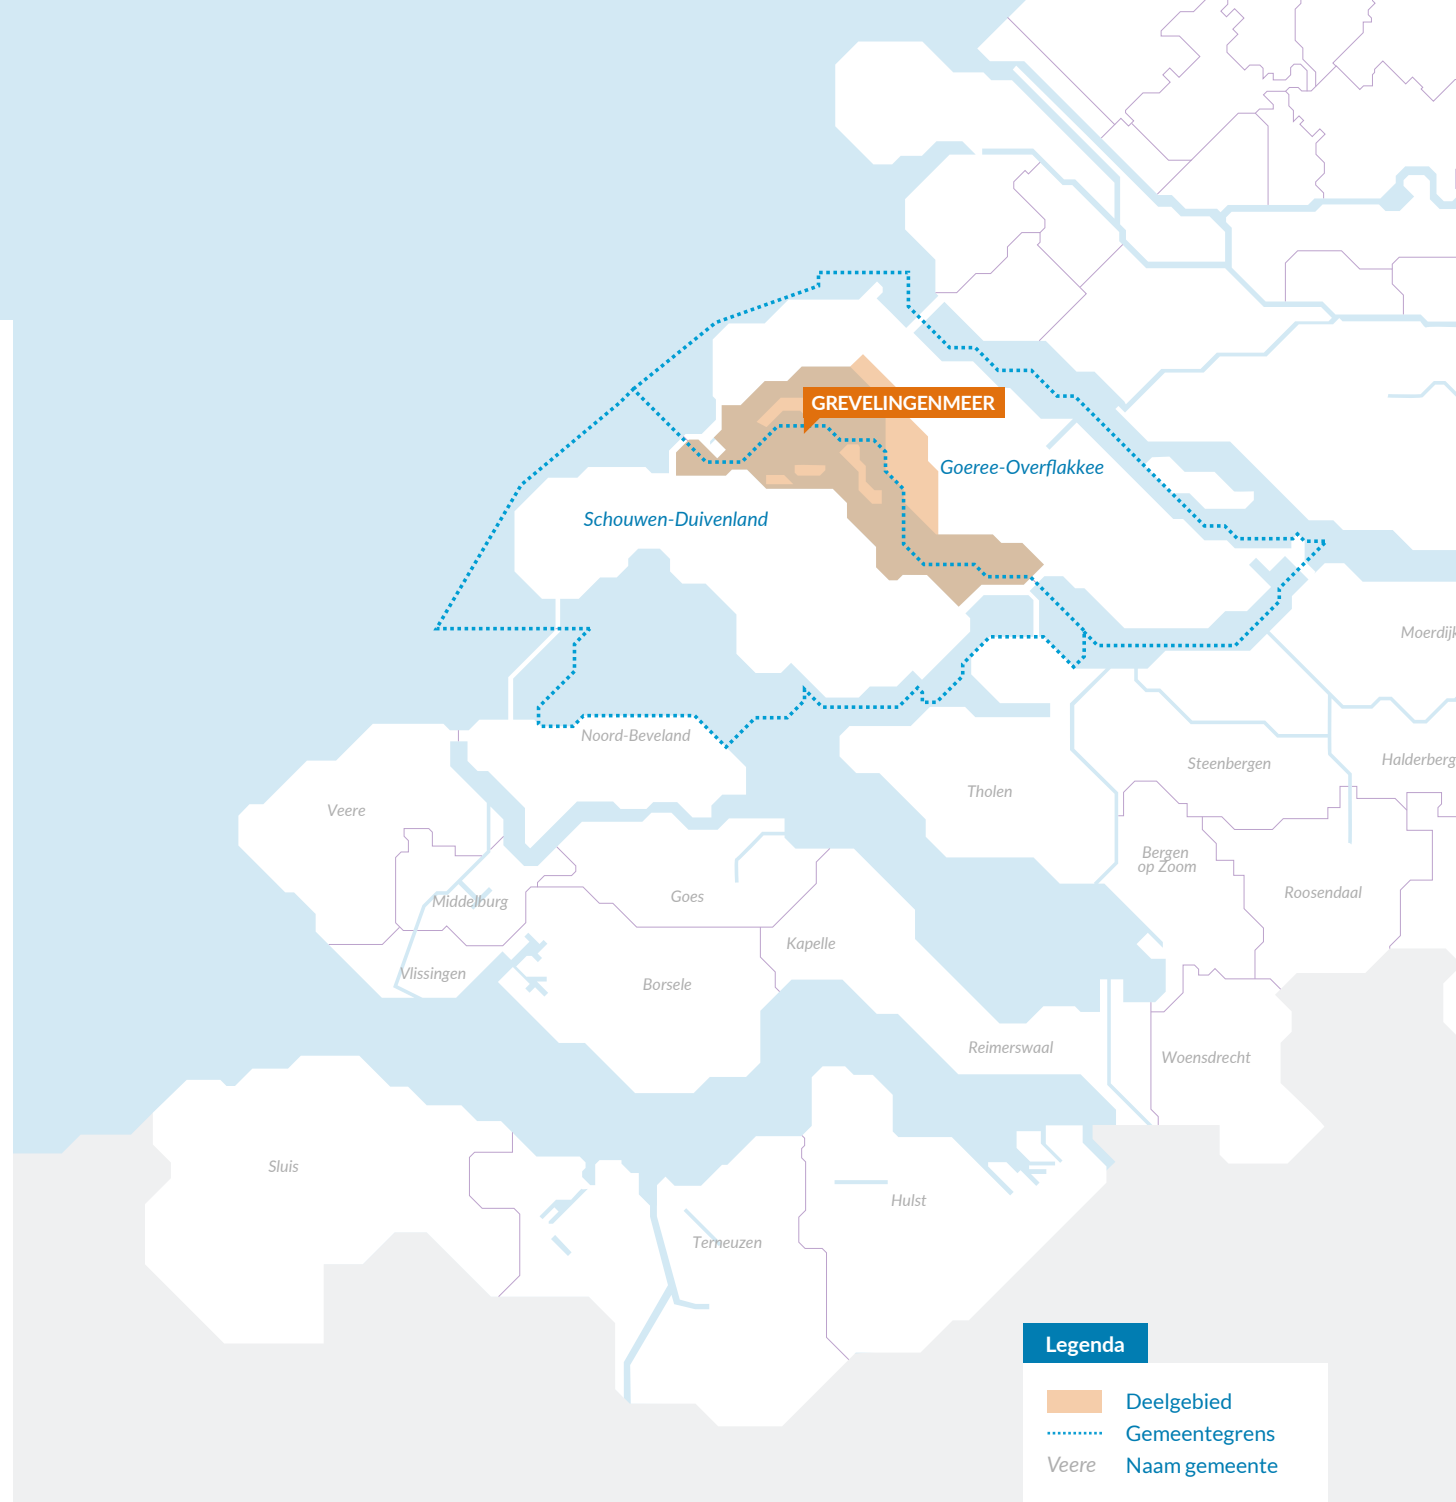 GREVELINGENMEER
Goeree-Overflakkee
Schouwen-Duivenland
Moerdijk
Noord-Beveland
Steenbergen
Halderberg
Tholen
Veere
Bergen
op Zoom
Roosendaal
Goes
Middelburg
Kapelle
Vlissingen
Borsele
Reimerswaal
Woensdrecht
Sluis
Hulst
Terneuzen
Legenda
Deelgebied
Gemeentegrens
Veere Naam gemeente